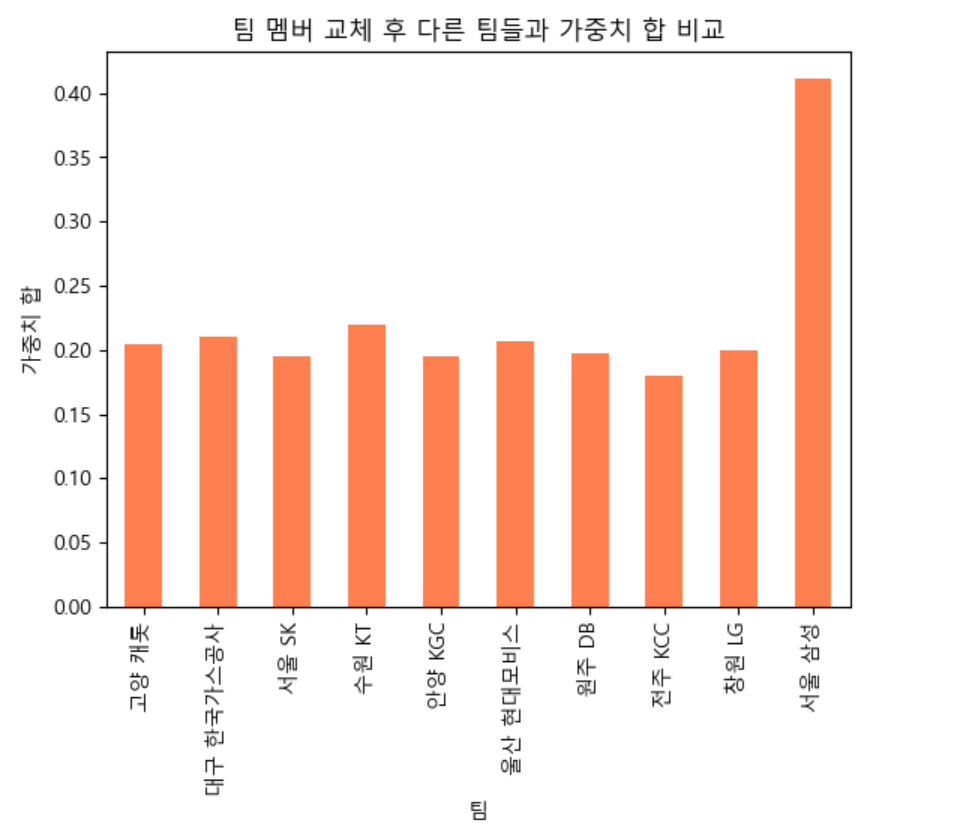 팀 멤버 교체 후 다른 팀들과 가중치 합 비교
가중치 합
0.40
0.35
0.30
0.25
0.20
0.15
0.10
0.05
0.00
고양 캐롯
대구 한국가스공사
서울 SK
수원 KT
안양 KGC
울산 현대모비스
원주 DB
전주 KCC
창원 LG
서울 삼성
팀